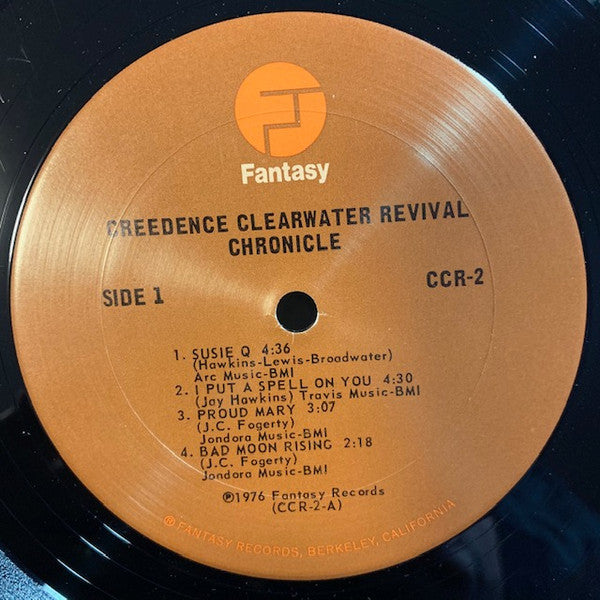 Fantasy
CREEDENCE CLEARWATER REVIVAL
CHRONICLE
SIDE 1
CCR-2
1. SUSIE Q 4:36
(Hawkins-Lewis-Broadwater)
Arc Music-BMI
2. I PUT A SPELL ON YOU 4:30
(Jay Hawkins) Travis Music-BMI
3. PROUD MARY 3:07
(J.C. Fogerty)
Jondora Music-BMI
4. BAD MOON RISING 2:18
(J.C. Fogerty)
Jondora Music-BMI
℗1976 Fantasy Records
(CCR-2-A)
® FANTASY RECORDS, BERKELEY, CALIFORNIA